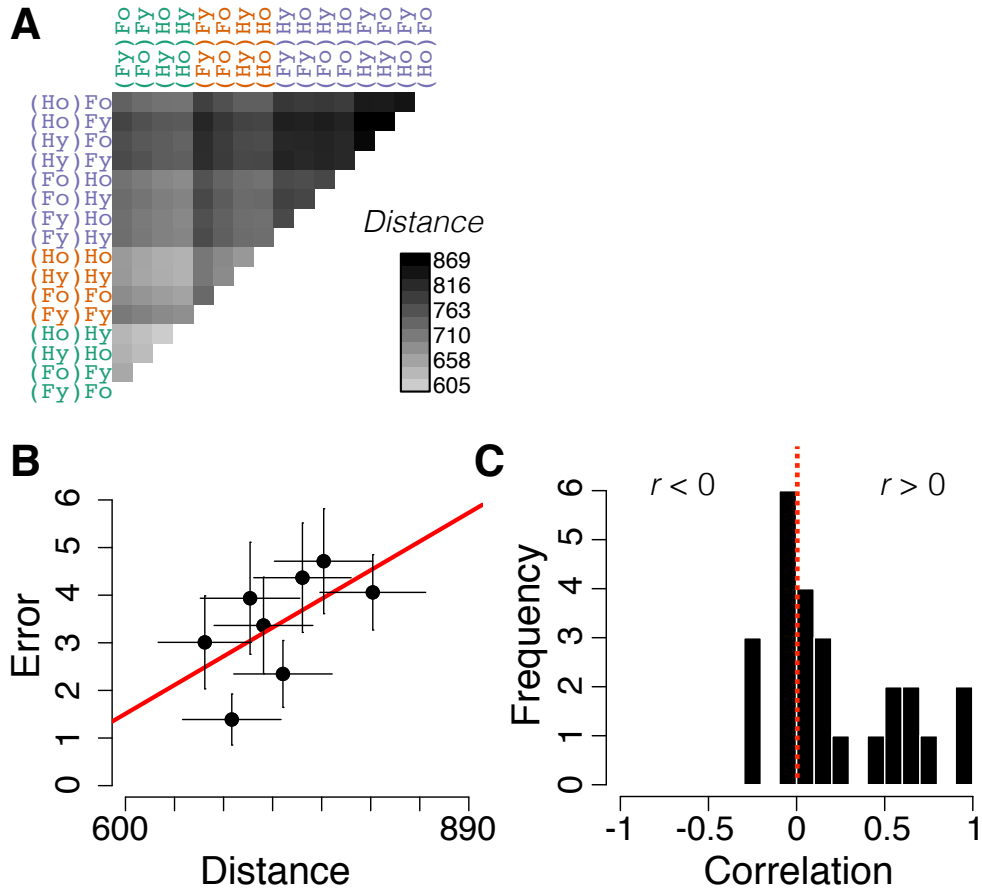 A
(Fy)Fo
(Fo)Fy
(Hy)Ho
(Ho)Hy
(Fy)Fy
(Fo)Fo
(Hy)Hy
(Ho)Ho
(Fy)Hy
(Fy)Ho
(Fo)Hy
(Fo)Ho
(Hy)Fy
(Hy)Fo
(Ho)Fy
(Ho)Fo
(Ho)Fo
(Ho)Fy
(Hy)Fo
(Hy)Fy
(Fo)Ho
(Fo)Hy
(Fy)Ho
(Fy)Hy
(Ho)Ho
(Hy)Hy
(Fo)Fo
(Fy)Fy
(Ho)Hy
(Hy)Ho
(Fo)Fy
(Fy)Fo
Distance
869
816
763
710
658
605
B
Error
6
5
4
3
2
1
0
600 890
Distance
C
r < 0 r > 0
Frequency
6
5
4
3
2
1
0
-1 -0.5 0 0.5 1
Correlation